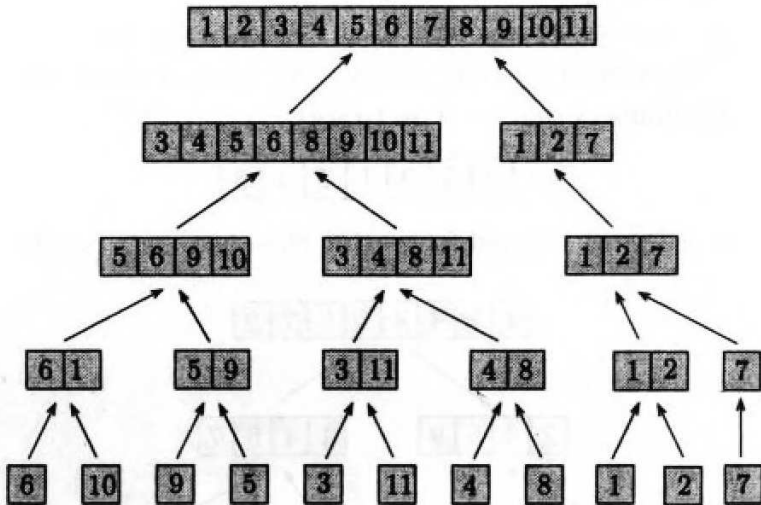 1 2 3 4 5 6 7 8 9 10 11
3 4 5 6 8 9 10 11 1 2 7
5 6 9 10 3 4 8 11 1 2 7
6 1 5 9 3 11 4 8 1 2 7
6 10 9 5 3 11 4 8 1 2 7